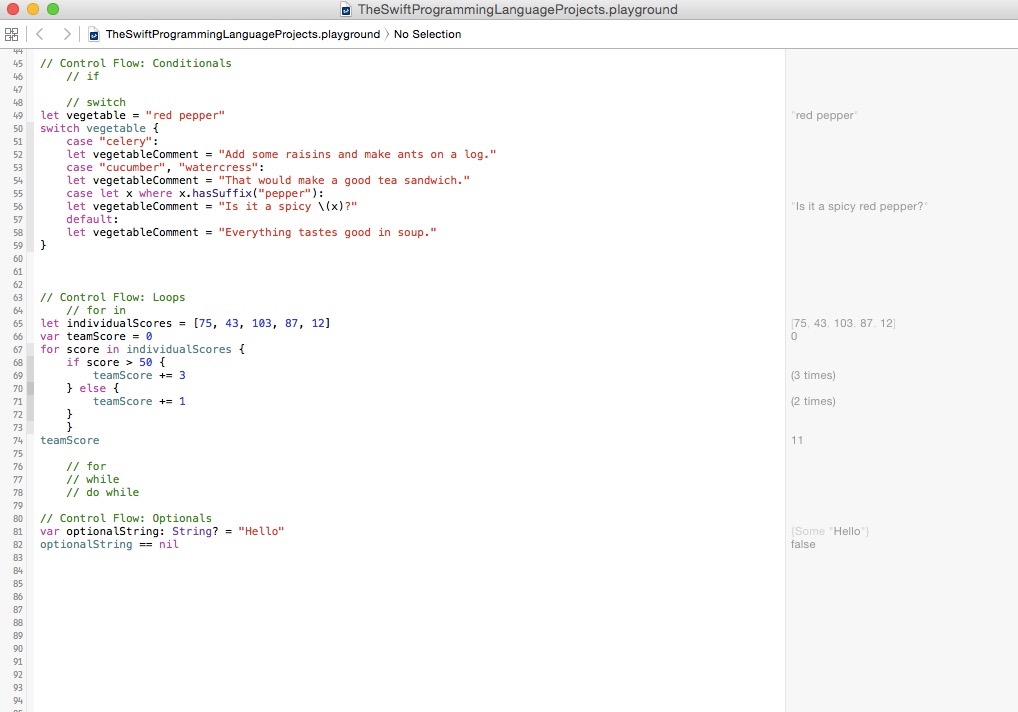 TheSwiftProgrammingLanguageProjects.playground
TheSwiftProgrammingLanguageProjects.playground 〉 No Selection
44
45 // Control Flow: Conditionals
46 // if
47
48 // switch
49 let vegetable = "red pepper" "red pepper"
50 switch vegetable {
51 case "celery":
52 let vegetableComment = "Add some raisins and make ants on a log."
53 case "cucumber", "watercress":
54 let vegetableComment = "That would make a good tea sandwich."
55 case let x where x.hasSuffix("pepper"):
56 let vegetableComment = "Is it a spicy \(x)?" "Is it a spicy red pepper?"
57 default:
58 let vegetableComment = "Everything tastes good in soup."
59 }
60
61
62
63 // Control Flow: Loops
64 // for in
65 let individualScores = [75, 43, 103, 87, 12] [75, 43, 103, 87, 12]
66 var teamScore = 0 0
67 for score in individualScores {
68 if score > 50 {
69 teamScore += 3 (3 times)
70 } else {
71 teamScore += 1 (2 times)
72 }
73 }
74 teamScore 11
75
76 // for
77 // while
78 // do while
79
80 // Control Flow: Optionals
81 var optionalString: String? = "Hello" {Some "Hello"}
82 optionalString == nil false
83
84
85
86
87
88
89
90
91
92
93
94